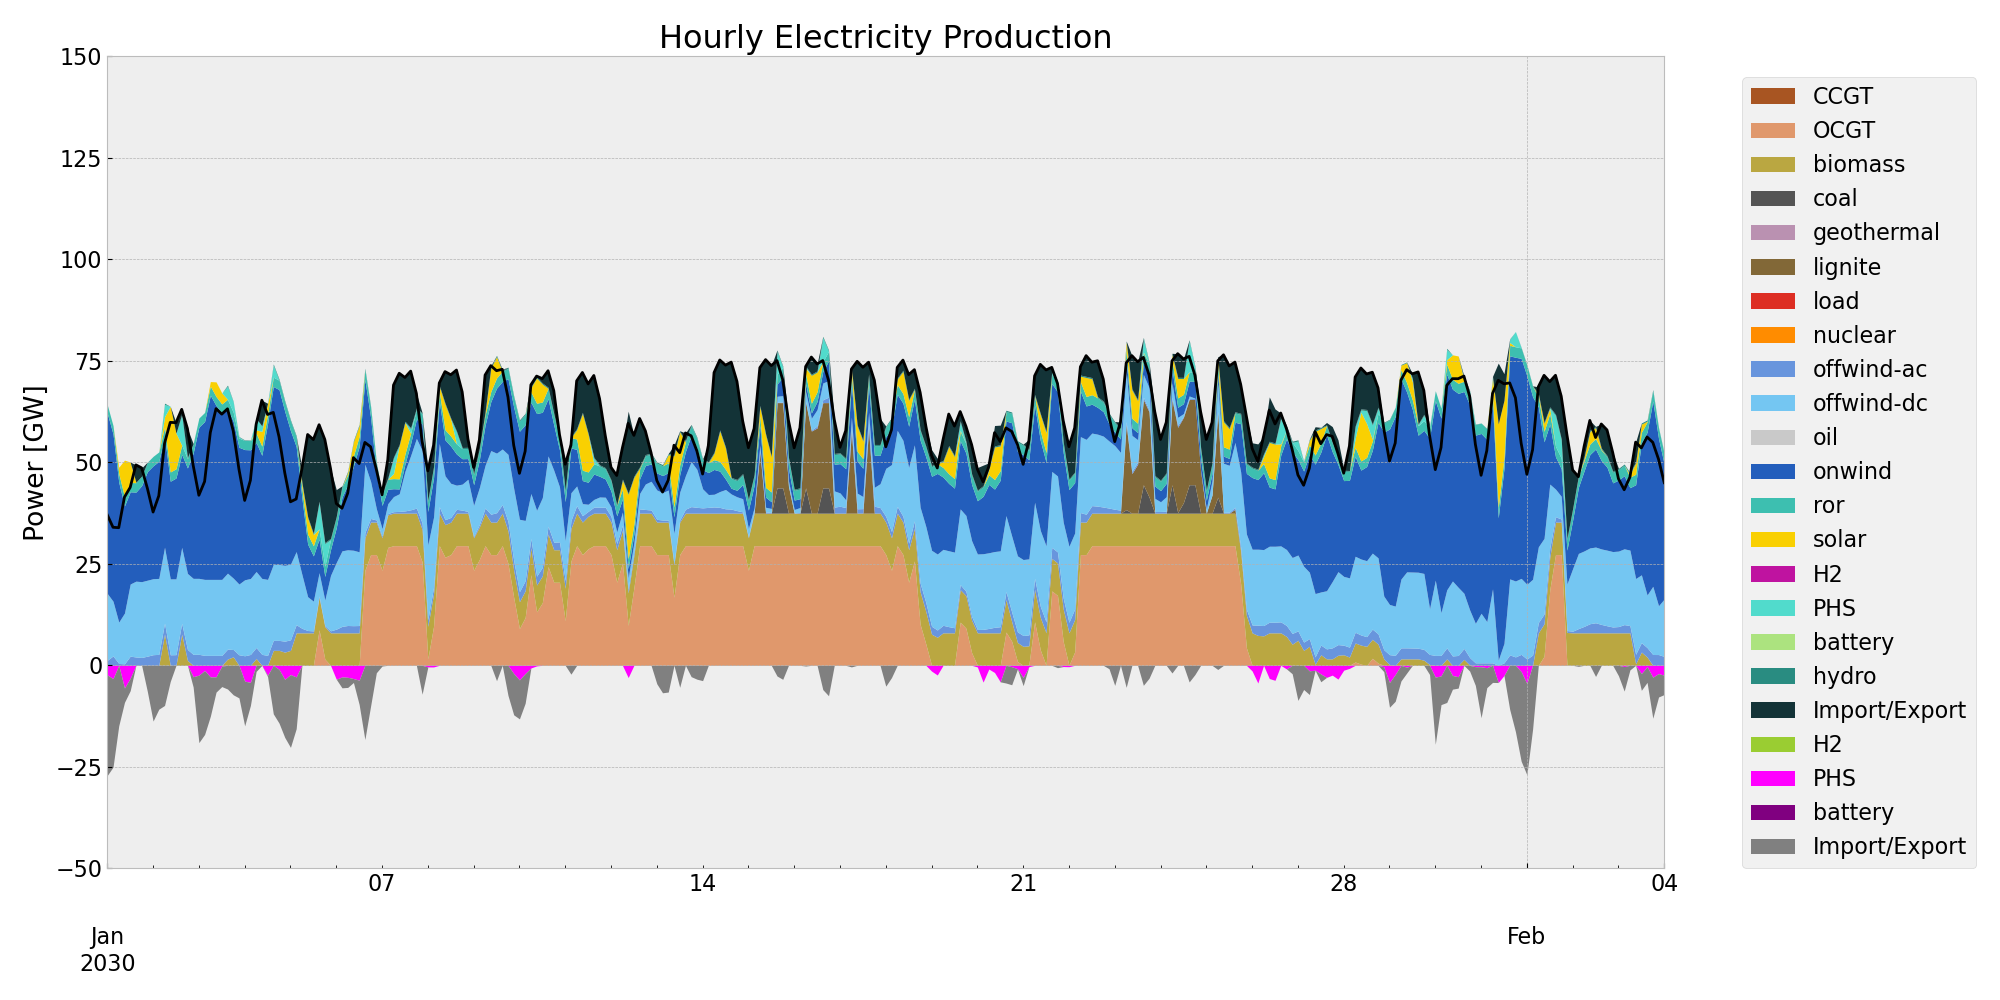 Hourly Electricity Production
Power [GW]
150
125
100
75
50
25
0
−25
−50
07
14
21
28
04
Jan
2030
Feb
CCGT
OCGT
biomass
coal
geothermal
lignite
load
nuclear
offwind-ac
offwind-dc
oil
onwind
ror
solar
H2
PHS
battery
hydro
Import/Export
H2
PHS
battery
Import/Export